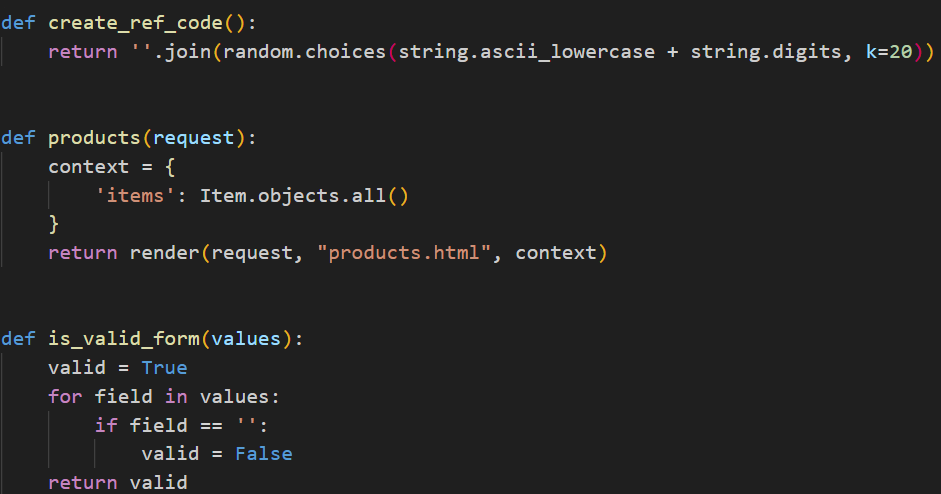 def create_ref_code():
    return ''.join(random.choices(string.ascii_lowercase + string.digits, k=20))
def products(request):
    context = {
        'items': Item.objects.all()
    }
    return render(request, "products.html", context)
def is_valid_form(values):
    valid = True
    for field in values:
        if field == '':
            valid = False
    return valid